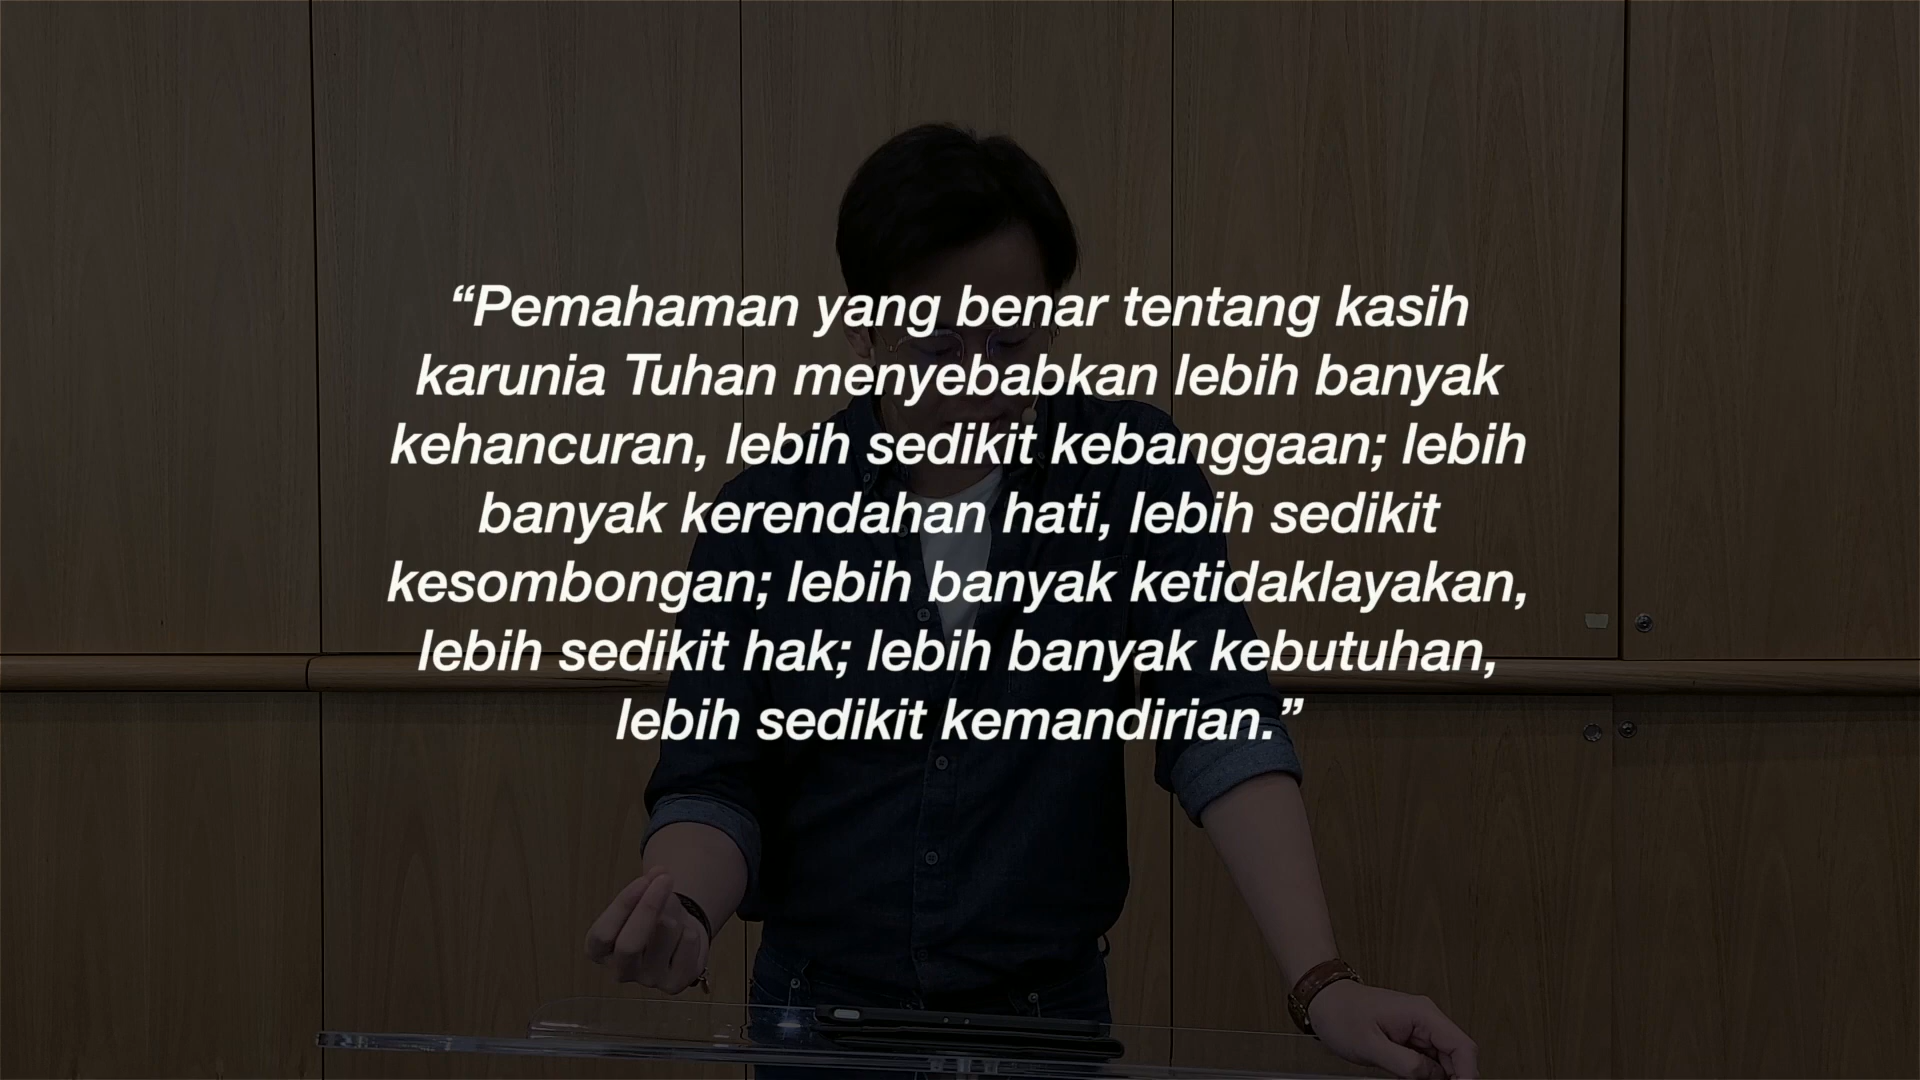 “Pemahaman yang benar tentang kasih
karunia Tuhan menyebabkan lebih banyak
kehancuran, lebih sedikit kebanggaan; lebih
banyak kerendahan hati, lebih sedikit
kesombongan; lebih banyak ketidaklayakan,
lebih sedikit hak; lebih banyak kebutuhan,
lebih sedikit kemandirian.”